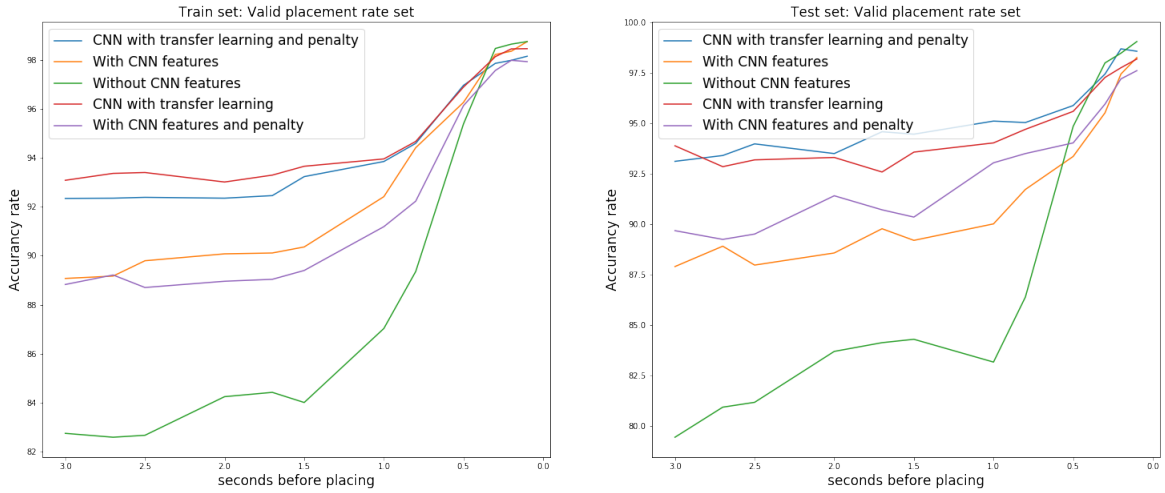 Train set: Valid placement rate set
CNN with transfer learning and penalty
With CNN features
Without CNN features
CNN with transfer learning
With CNN features and penalty
98
96
94
92
90
88
86
84
82
Accurancy rate
3.0 2.5 2.0 1.5 1.0 0.5 0.0
seconds before placing
Test set: Valid placement rate set
CNN with transfer learning and penalty
With CNN features
Without CNN features
CNN with transfer learning
With CNN features and penalty
100.0
97.5
95.0
92.5
90.0
87.5
85.0
82.5
80.0
Accurancy rate
3.0 2.5 2.0 1.5 1.0 0.5 0.0
seconds before placing